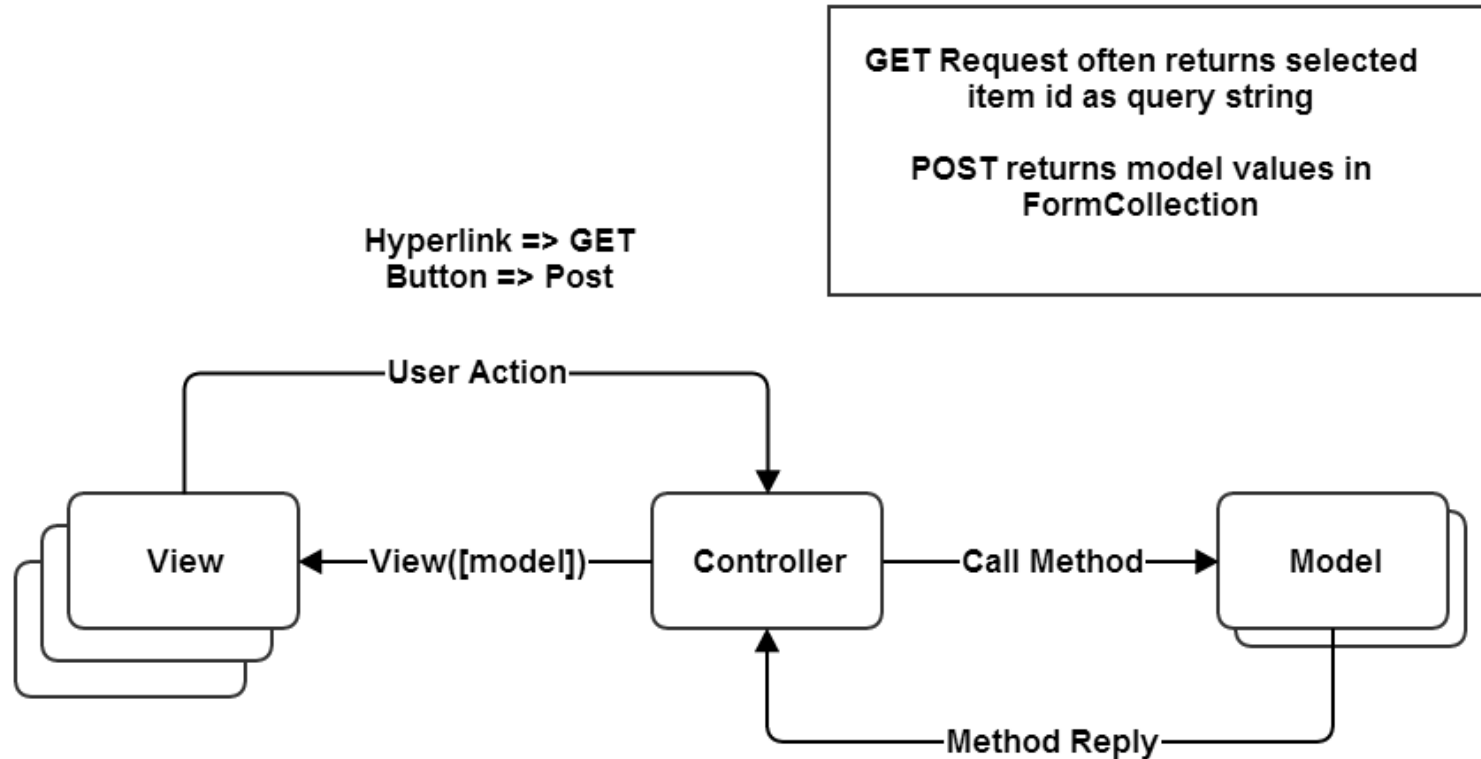 GET Request often returns selected
item id as query string
POST returns model values in
FormCollection
Hyperlink => GET
Button => Post
User Action
View
View([model])
Controller
Call Method
Model
Method Reply